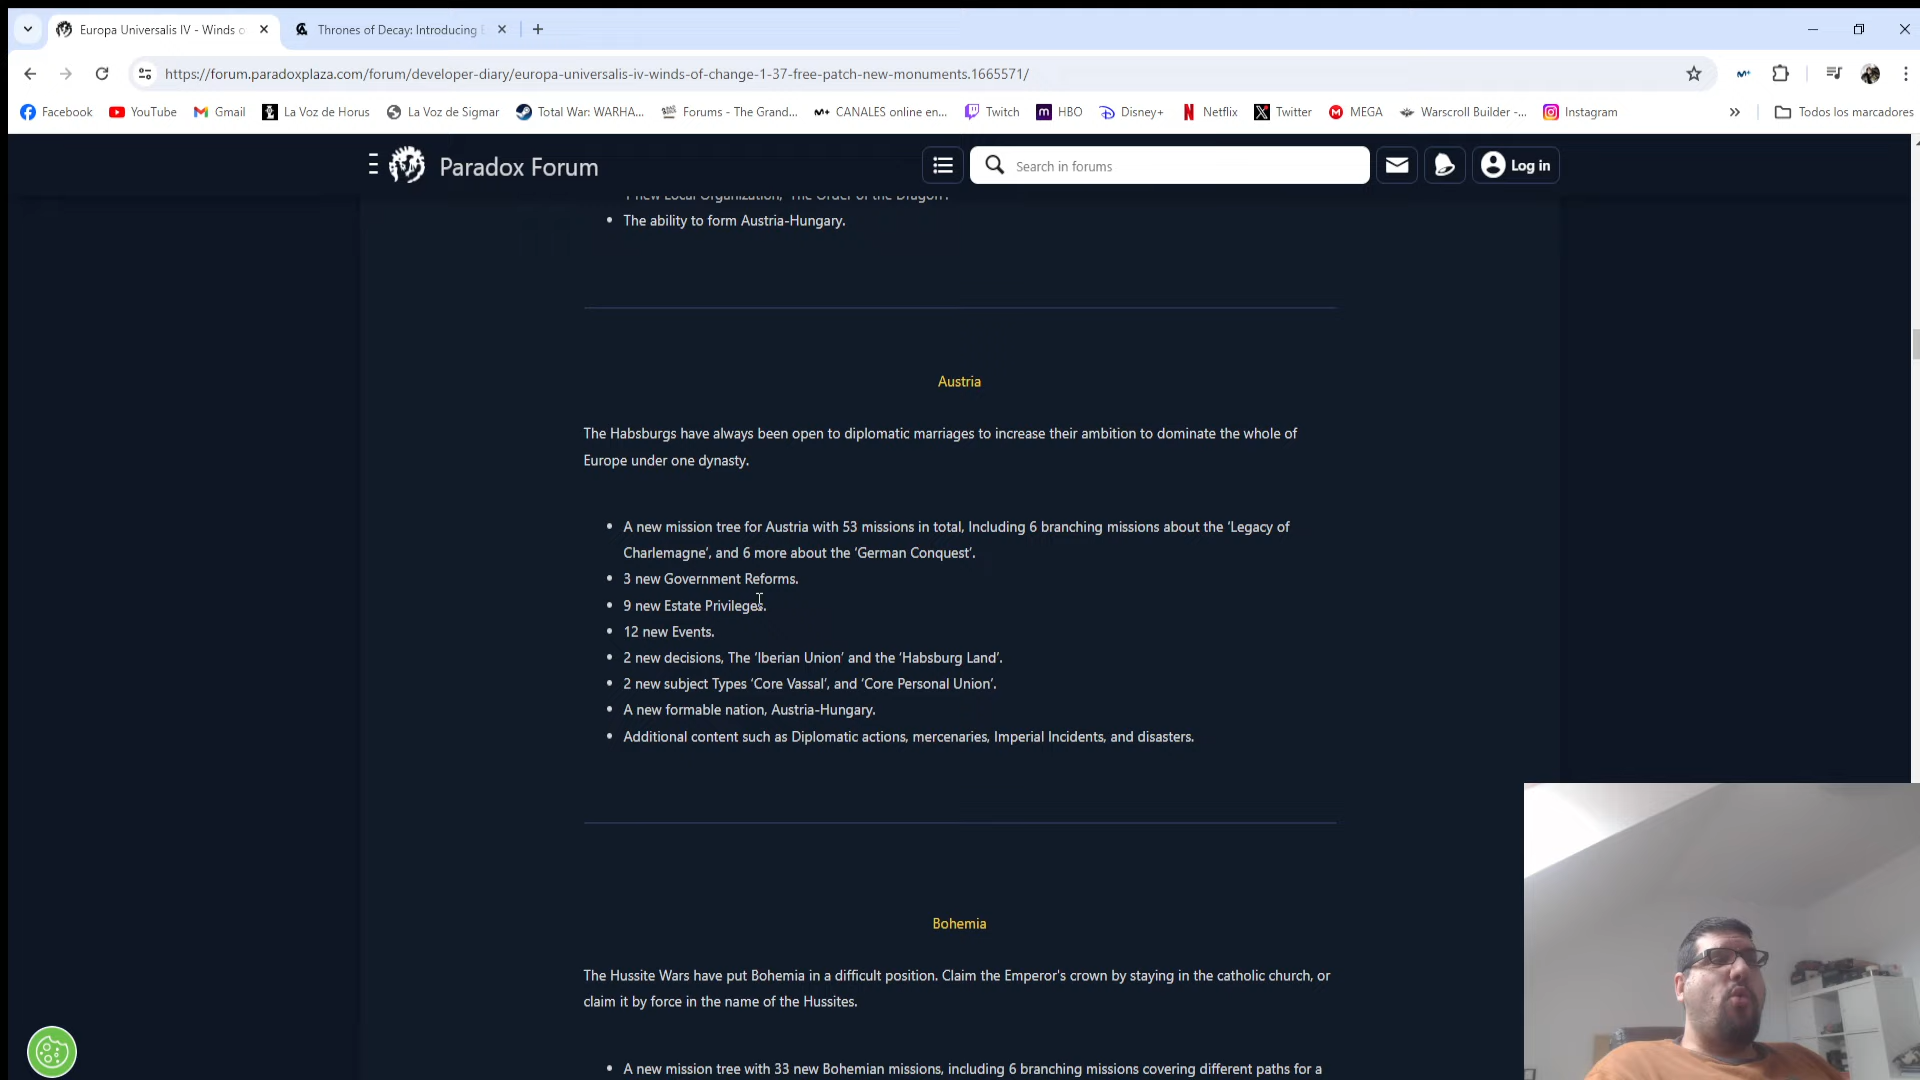 Europa Universalis IV - Winds o
Thrones of Decay: Introducing
https://forum.paradoxplaza.com/forum/developer-diary/europa-universalis-iv-winds-of-change-1-37-free-patch-new-monuments.1665571/
Facebook YouTube Gmail La Voz de Horus La Voz de Sigmar Total War: WARHA... Forums - The Grand... CANALES online en... Twitch HBO Disney+ Netflix Twitter MEGA Warscroll Builder -... Instagram » Todos los marcadores
Paradox Forum
Search in forums
Log in
1 new Local Organization, 'The Order of the Dragon'.
• The ability to form Austria-Hungary.
Austria
The Habsburgs have always been open to diplomatic marriages to increase their ambition to dominate the whole of
Europe under one dynasty.
• A new mission tree for Austria with 53 missions in total, Including 6 branching missions about the ‘Legacy of
Charlemagne’, and 6 more about the ‘German Conquest’.
• 3 new Government Reforms.
• 9 new Estate Privileges.
• 12 new Events.
• 2 new decisions, The ‘Iberian Union’ and the ‘Habsburg Land’.
• 2 new subject Types ‘Core Vassal’, and ‘Core Personal Union’.
• A new formable nation, Austria-Hungary.
• Additional content such as Diplomatic actions, mercenaries, Imperial Incidents, and disasters.
Bohemia
The Hussite Wars have put Bohemia in a difficult position. Claim the Emperor's crown by staying in the catholic church, or
claim it by force in the name of the Hussites.
• A new mission tree with 33 new Bohemian missions, including 6 branching missions covering different paths for a